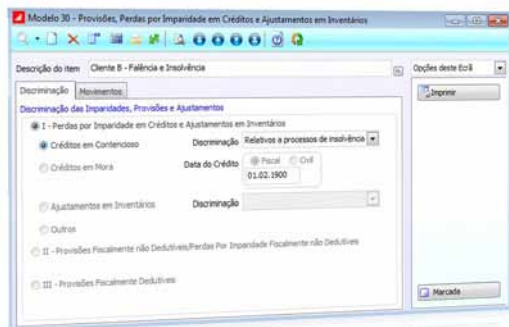 Modelo 30 - Provisões, Perdas por Imparidade em Créditos e Ajustamentos em Inventários
Descrição do item Cliente B - Falência e Insolvência
Opções deste Ecrã
Discriminação Movimentos
Imprimir
Discriminação das Imparidades, Provisões e Ajustamentos
I - Perdas por Imparidade em Créditos e Ajustamentos em Inventários
Créditos em Contencioso Discriminação Relativos a processos de insolvência
Créditos em Mora Data do Crédito Fiscal Civil
01.02.1900
Ajustamentos em Inventários Discriminação
Outros
II - Provisões Fiscalmente não Dedutíveis/Perdas Por Imparidade Fiscalmente não Dedutíveis
III - Provisões Fiscalmente Dedutíveis
Marcada